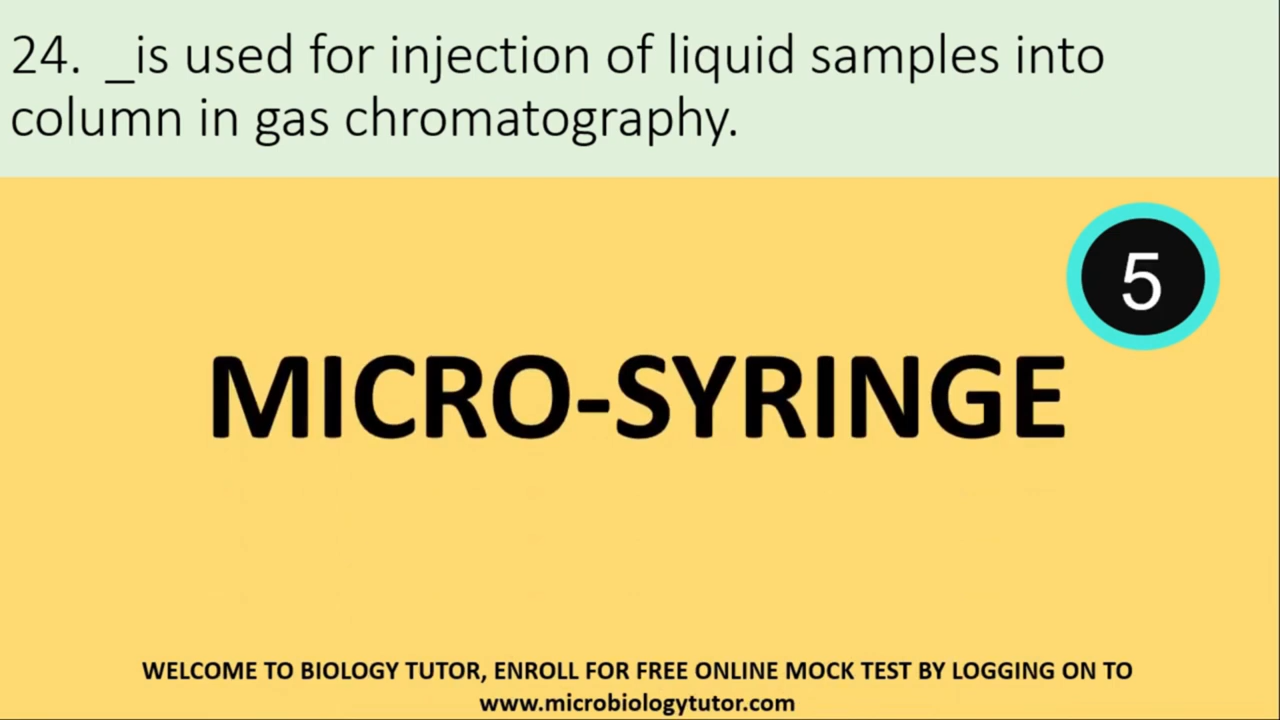 24. _is used for injection of liquid samples into
column in gas chromatography.
5
MICRO-SYRINGE
WELCOME TO BIOLOGY TUTOR, ENROLL FOR FREE ONLINE MOCK TEST BY LOGGING ON TO
www.microbiologytutor.com